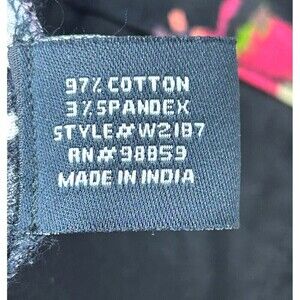 97% COTTON
3% SPANDEX
STYLE#W2187
RN#98859
MADE IN INDIA